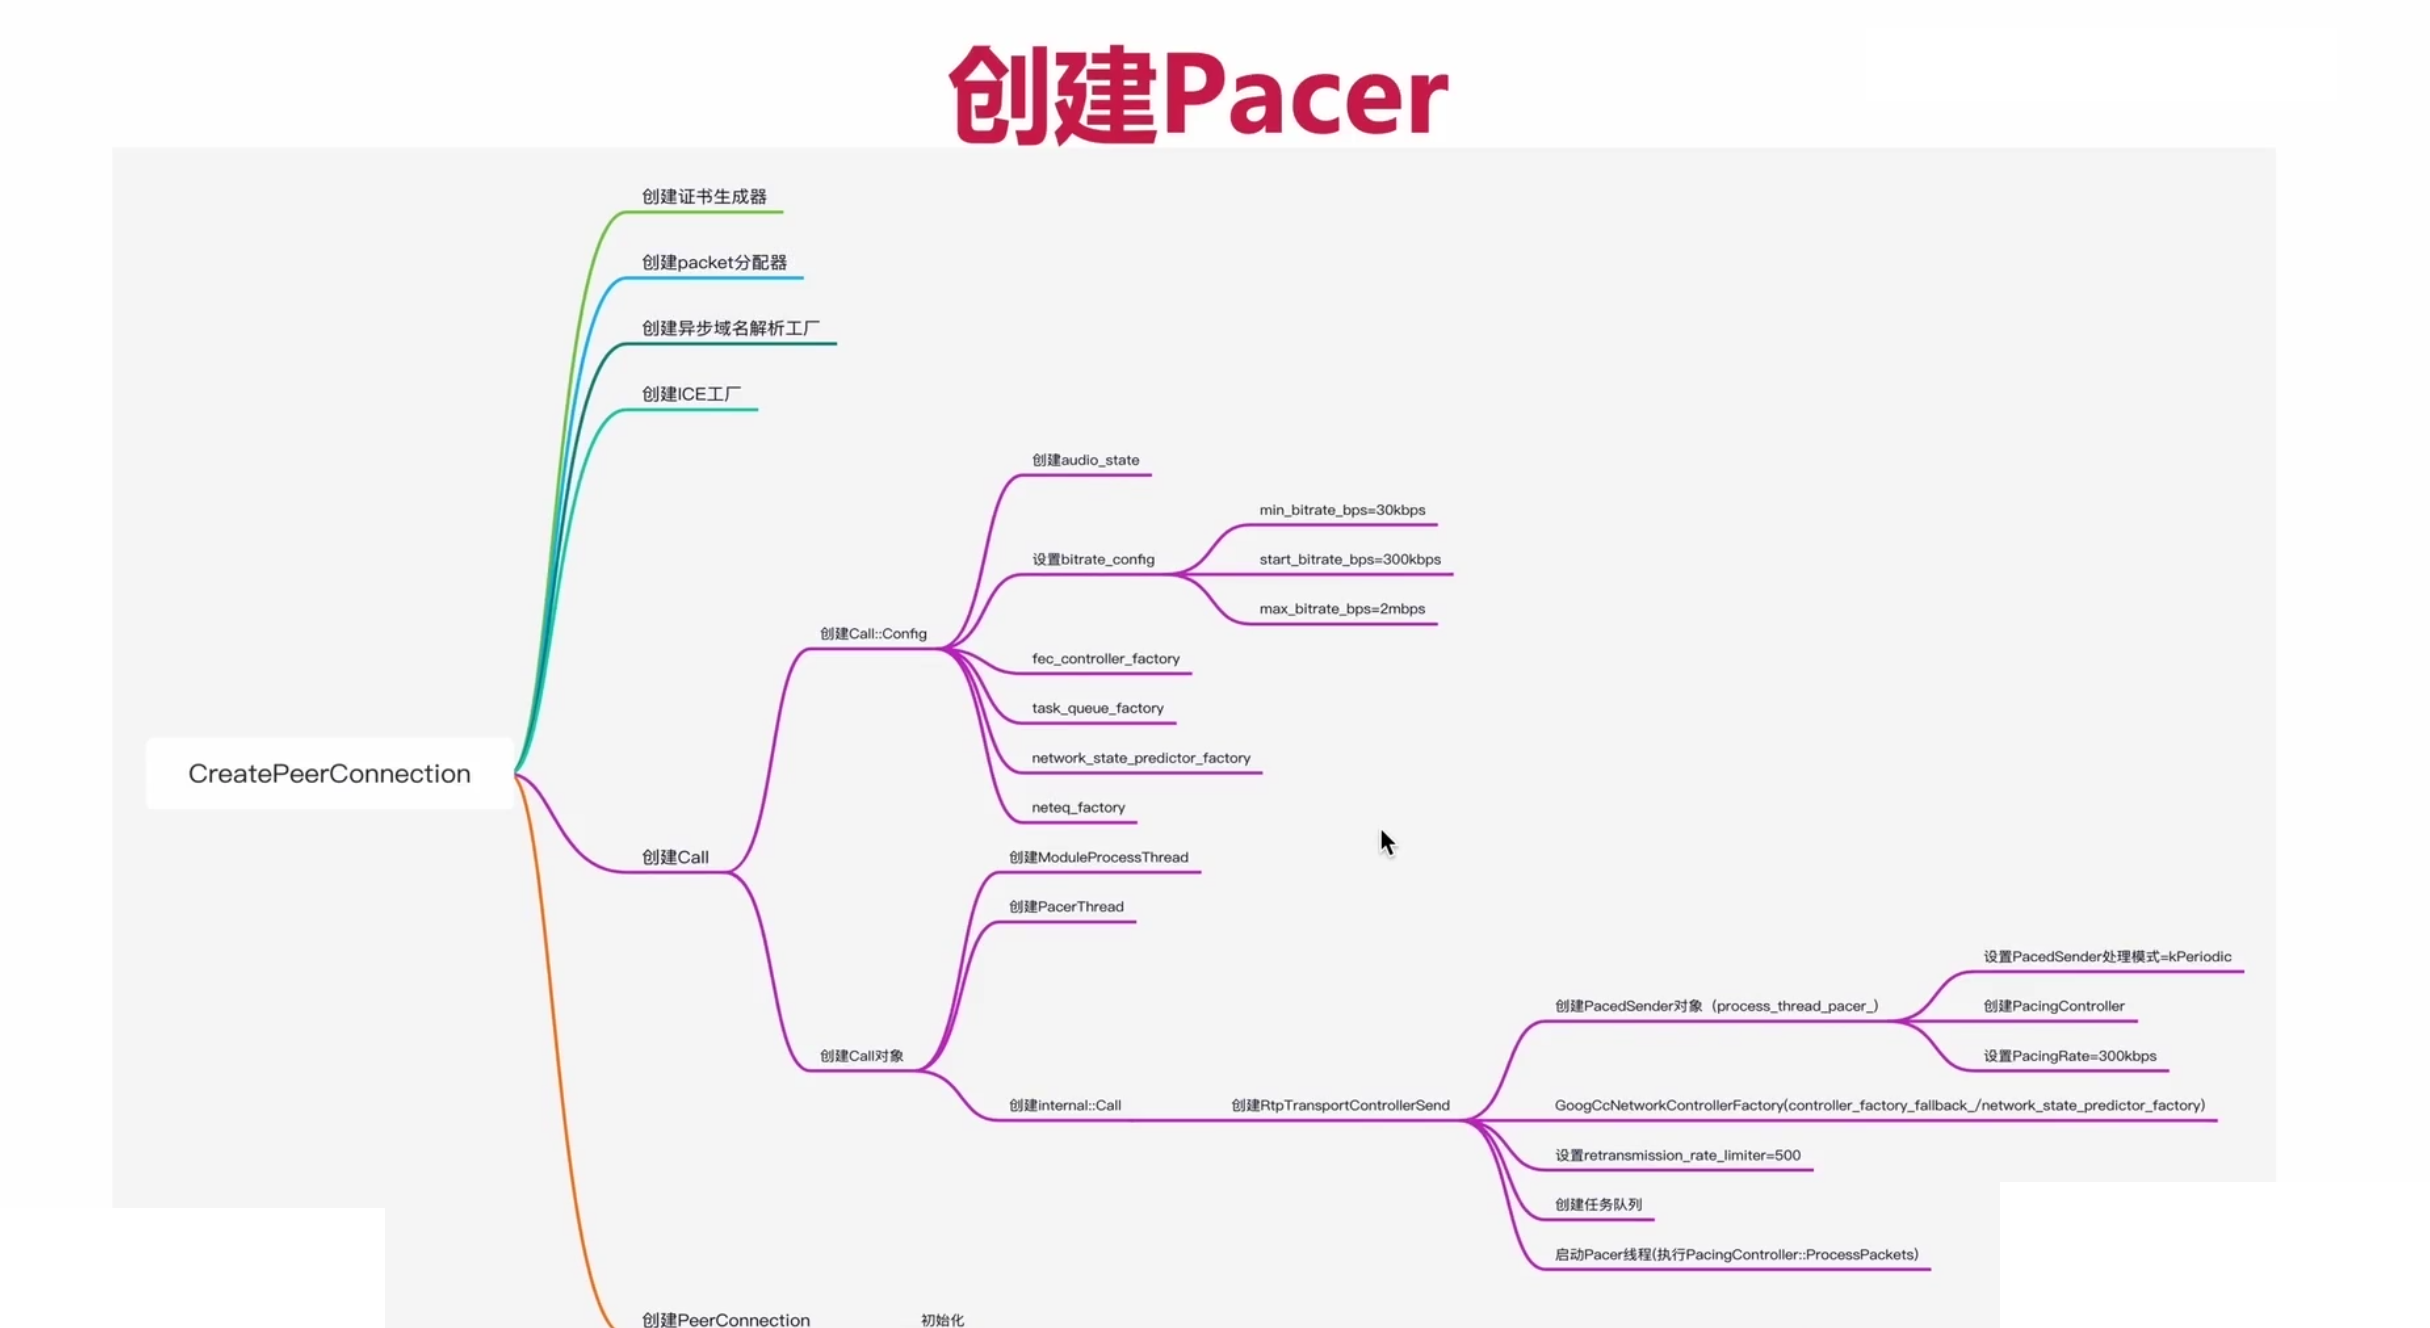 创建Pacer
创建证书生成器
创建packet分配器
创建异步域名解析工厂
创建ICE工厂
创建audio_state
min_bitrate_bps=30kbps
设置bitrate_config
start_bitrate_bps=300kbps
max_bitrate_bps=2mbps
创建Call::Config
fec_controller_factory
task_queue_factory
network_state_predictor_factory
neteq_factory
CreatePeerConnection
创建Call
创建ModuleProcessThread
创建PacerThread
设置PacedSender处理模式=kPeriodic
创建PacedSender对象（process_thread_pacer_）
创建PacingController
设置PacingRate=300kbps
创建Call对象
创建internal::Call
创建RtpTransportControllerSend
GoogCcNetworkControllerFactory(controller_factory_fallback_/network_state_predictor_factory)
设置retransmission_rate_limiter=500
创建任务队列
启动Pacer线程(执行PacingController::ProcessPackets)
创建PeerConnection
初始化